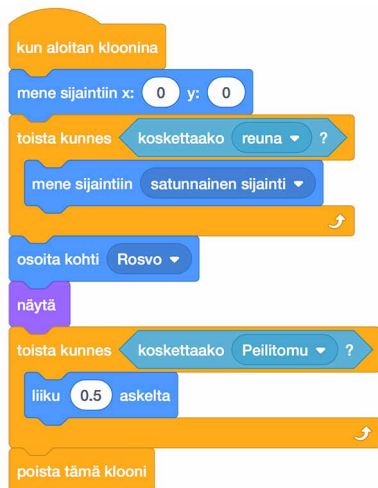 kun aloitan kloonina
mene sijaintiin x: 0 y: 0
toista kunnes koskettaako reuna ?
mene sijaintiin satunnainen sijainti
osoita kohti Rosvo
näytä
toista kunnes koskettaako Peilitomu ?
liiku 0.5 askelta
poista tämä klooni